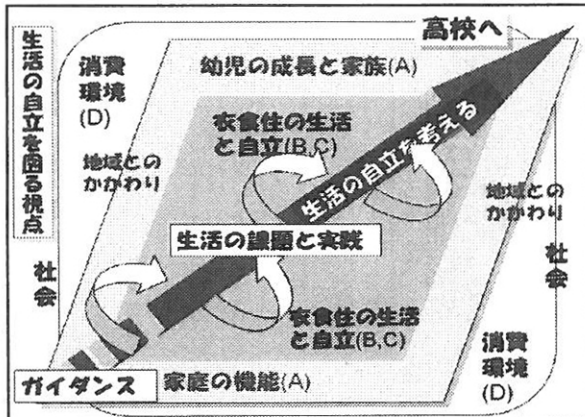 生活の自立を図る視点
高校へ
消費
環境
(D)
幼児の成長と家族(A)
衣食住の生活
と自立(B,C)
生活の自立を考える
地域との
かかわり
地域との
かかわり
生活の課題と実践
社会
社会
衣食住の生活
と自立(B,C)
消費
環境
(D)
ガイダンス
家庭の機能(A)